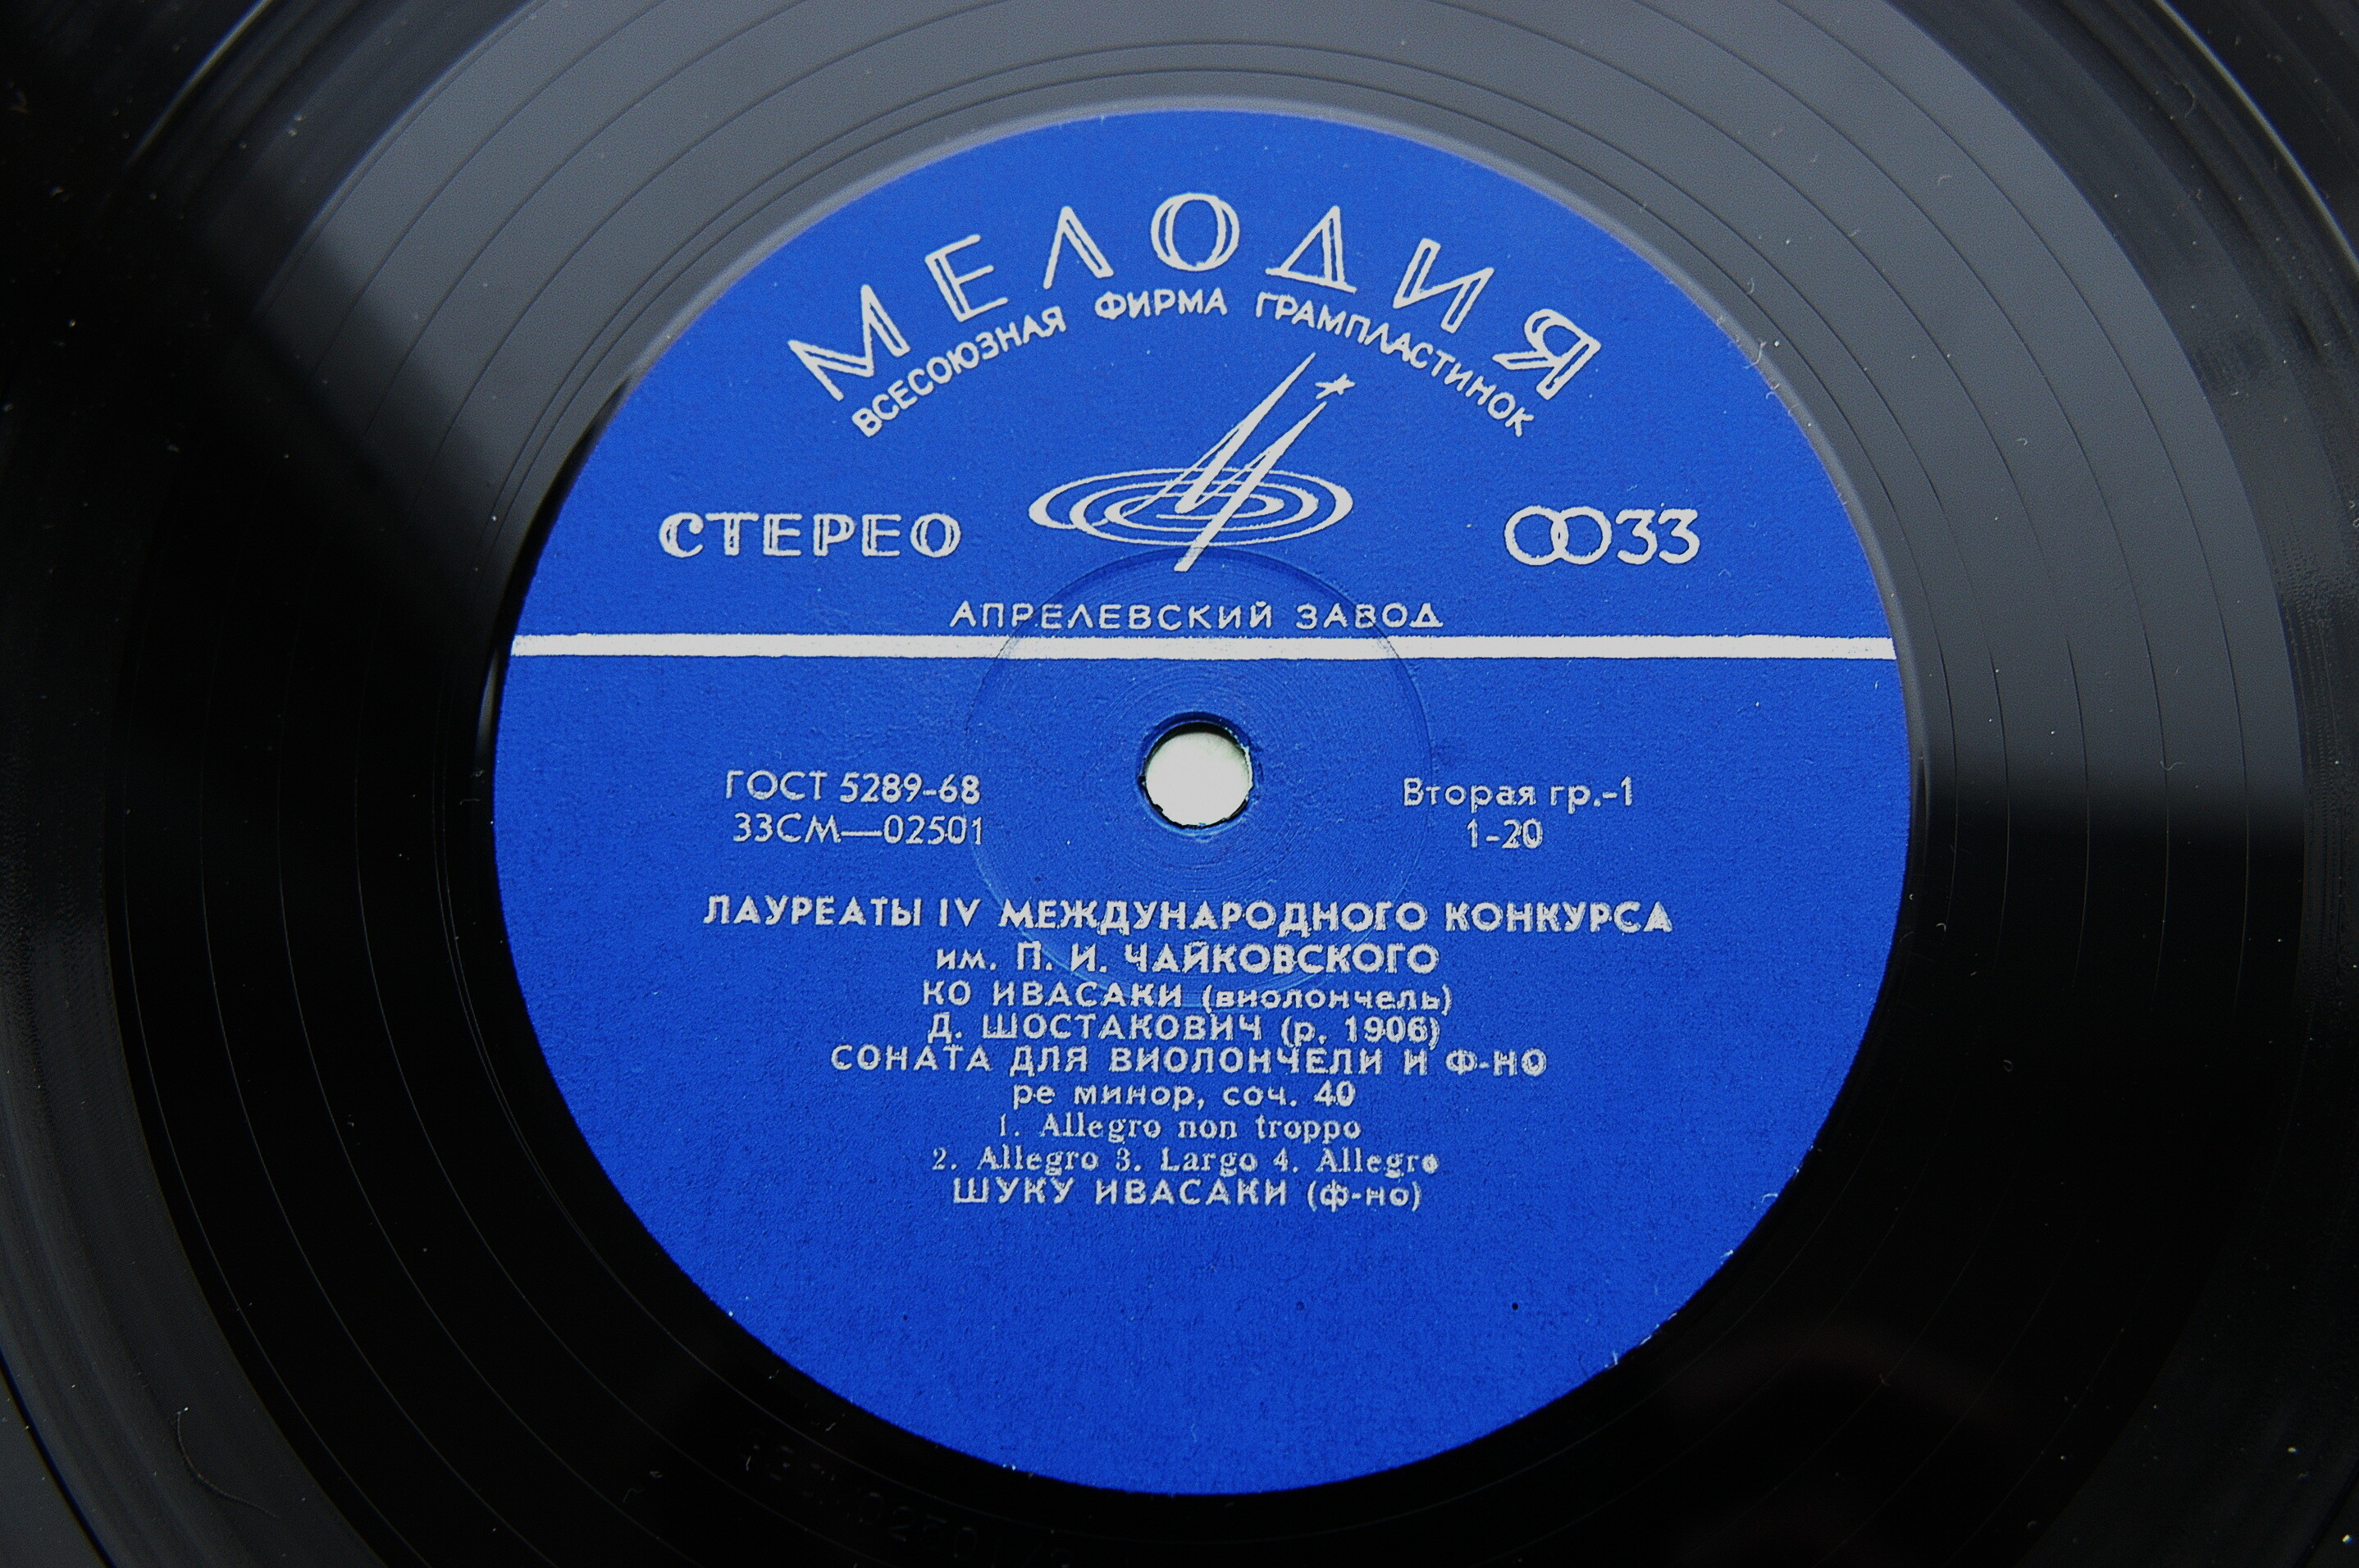 МЕЛОДИЯ
ВСЕСОЮЗНАЯ ФИРМА ГРАМПЛАСТИНОК
СТЕРЕО
33
АПРЕЛЕВСКИЙ ЗАВОД
ГОСТ 5289-68
33СМ—02501
Вторая гр.-1
1-20
ЛАУРЕАТЫ IV МЕЖДУНАРОДНОГО КОНКУРСА
им. П. И. ЧАЙКОВСКОГО
КО ИВАСАКИ (виолончель)
Д. ШОСТАКОВИЧ (р. 1906)
СОНАТА ДЛЯ ВИОЛОНЧЕЛИ И Ф-НО
ре минор, соч. 40
1. Allegro non troppo
2. Allegro 3. Largo 4. Allegro
ШУКУ ИВАСАКИ (ф-но)